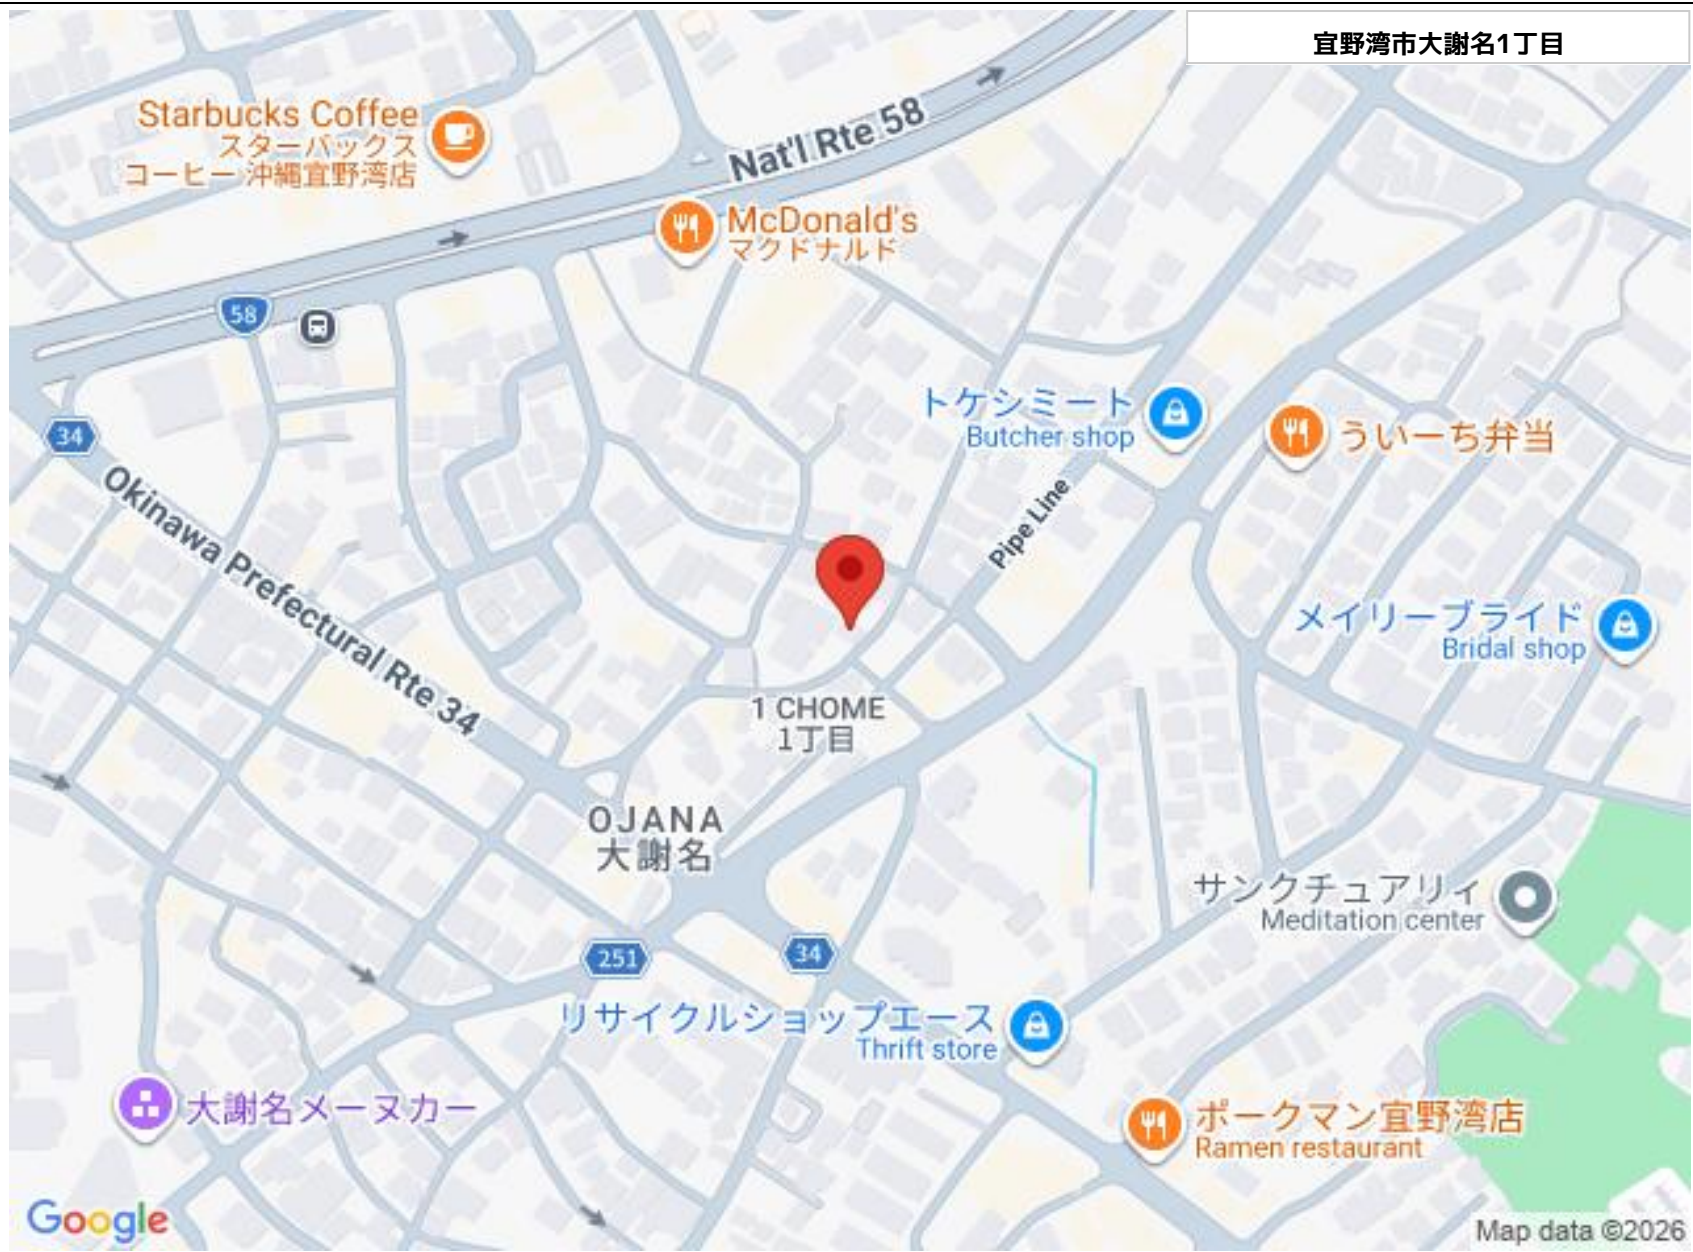 宜野湾市大謝名1丁目
Starbucks Coffee
スターバックス
コーヒー 沖縄宜野湾店
Nat'l Rte 58
McDonald's
マクドナルド
58
34
トケシミート
Butcher shop
ういーち弁当
Okinawa Prefectural Rte 34
Pipe Line
メイリーブライド
Bridal shop
1 CHOME
1丁目
OJANA
大謝名
サンクチュアリィ
Meditation center
251
34
リサイクルショップエース
Thrift store
大謝名メーヌカー
ポークマン宜野湾店
Ramen restaurant
Google
Map data ©2026